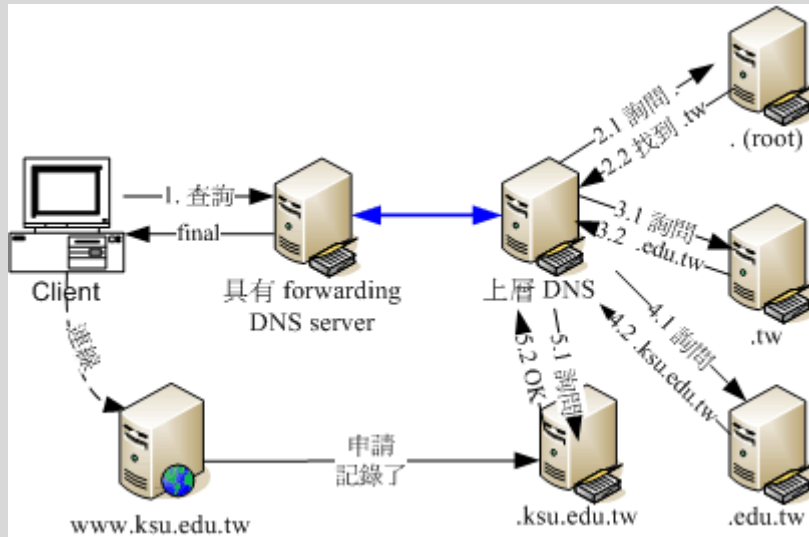 2.1 詢問 .
2.2 找到 .tw
. (root)
1. 查詢
final
3.1 詢問
3.2 .edu.tw
Client
具有 forwarding
DNS server
上層 DNS
.tw
連線
5.2 OK
5.1 詢問
4.1 詢問
4.2 .ksu.edu.tw
申請
記錄了
www.ksu.edu.tw
.ksu.edu.tw
.edu.tw